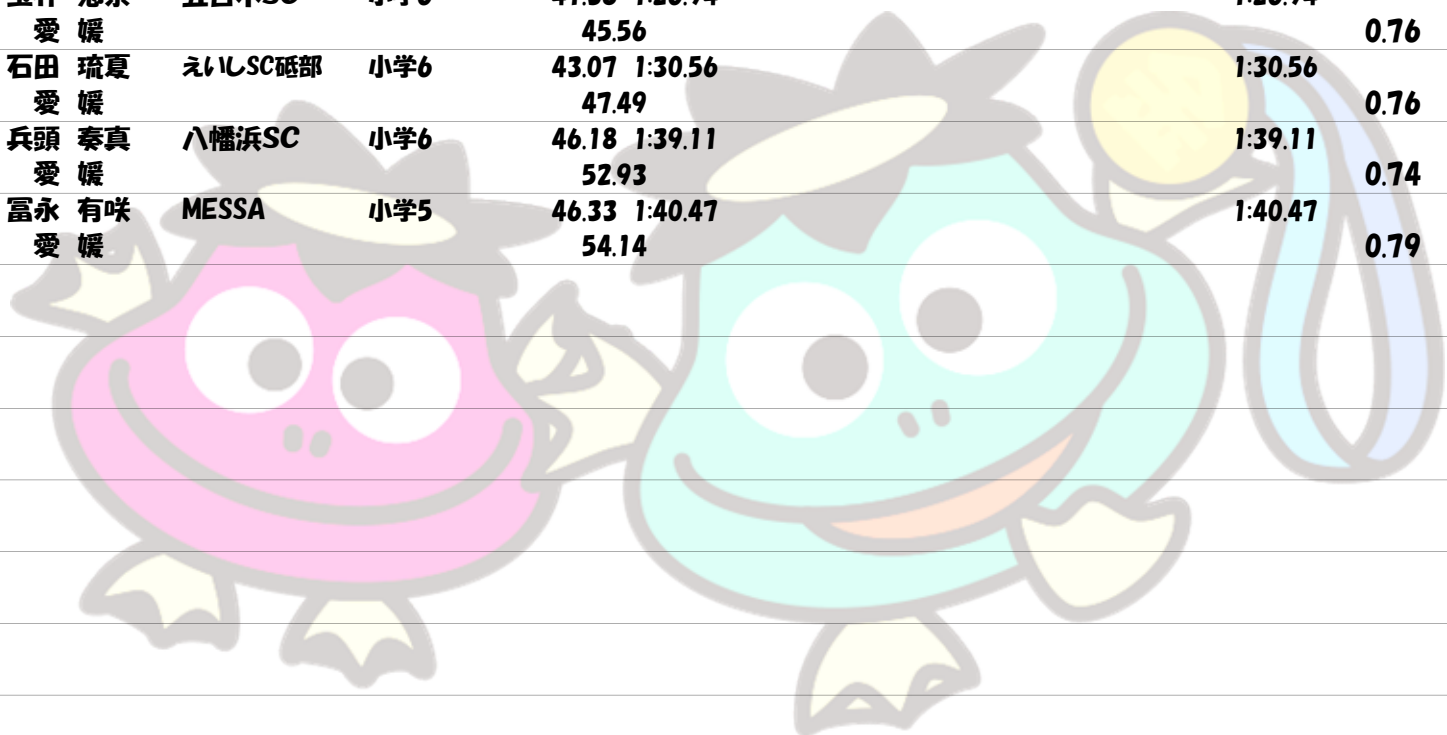 愛 媛 45.56 0.76
石田 琉夏 えいしSC砥部 小学6 43.07 1:30.56 1:30.56
愛 媛 47.49 0.76
兵頭 奏真 八幡浜SC 小学6 46.18 1:39.11 1:39.11
愛 媛 52.93 0.74
冨永 有咲 MESSA 小学5 46.33 1:40.47 1:40.47
愛 媛 54.14 0.79